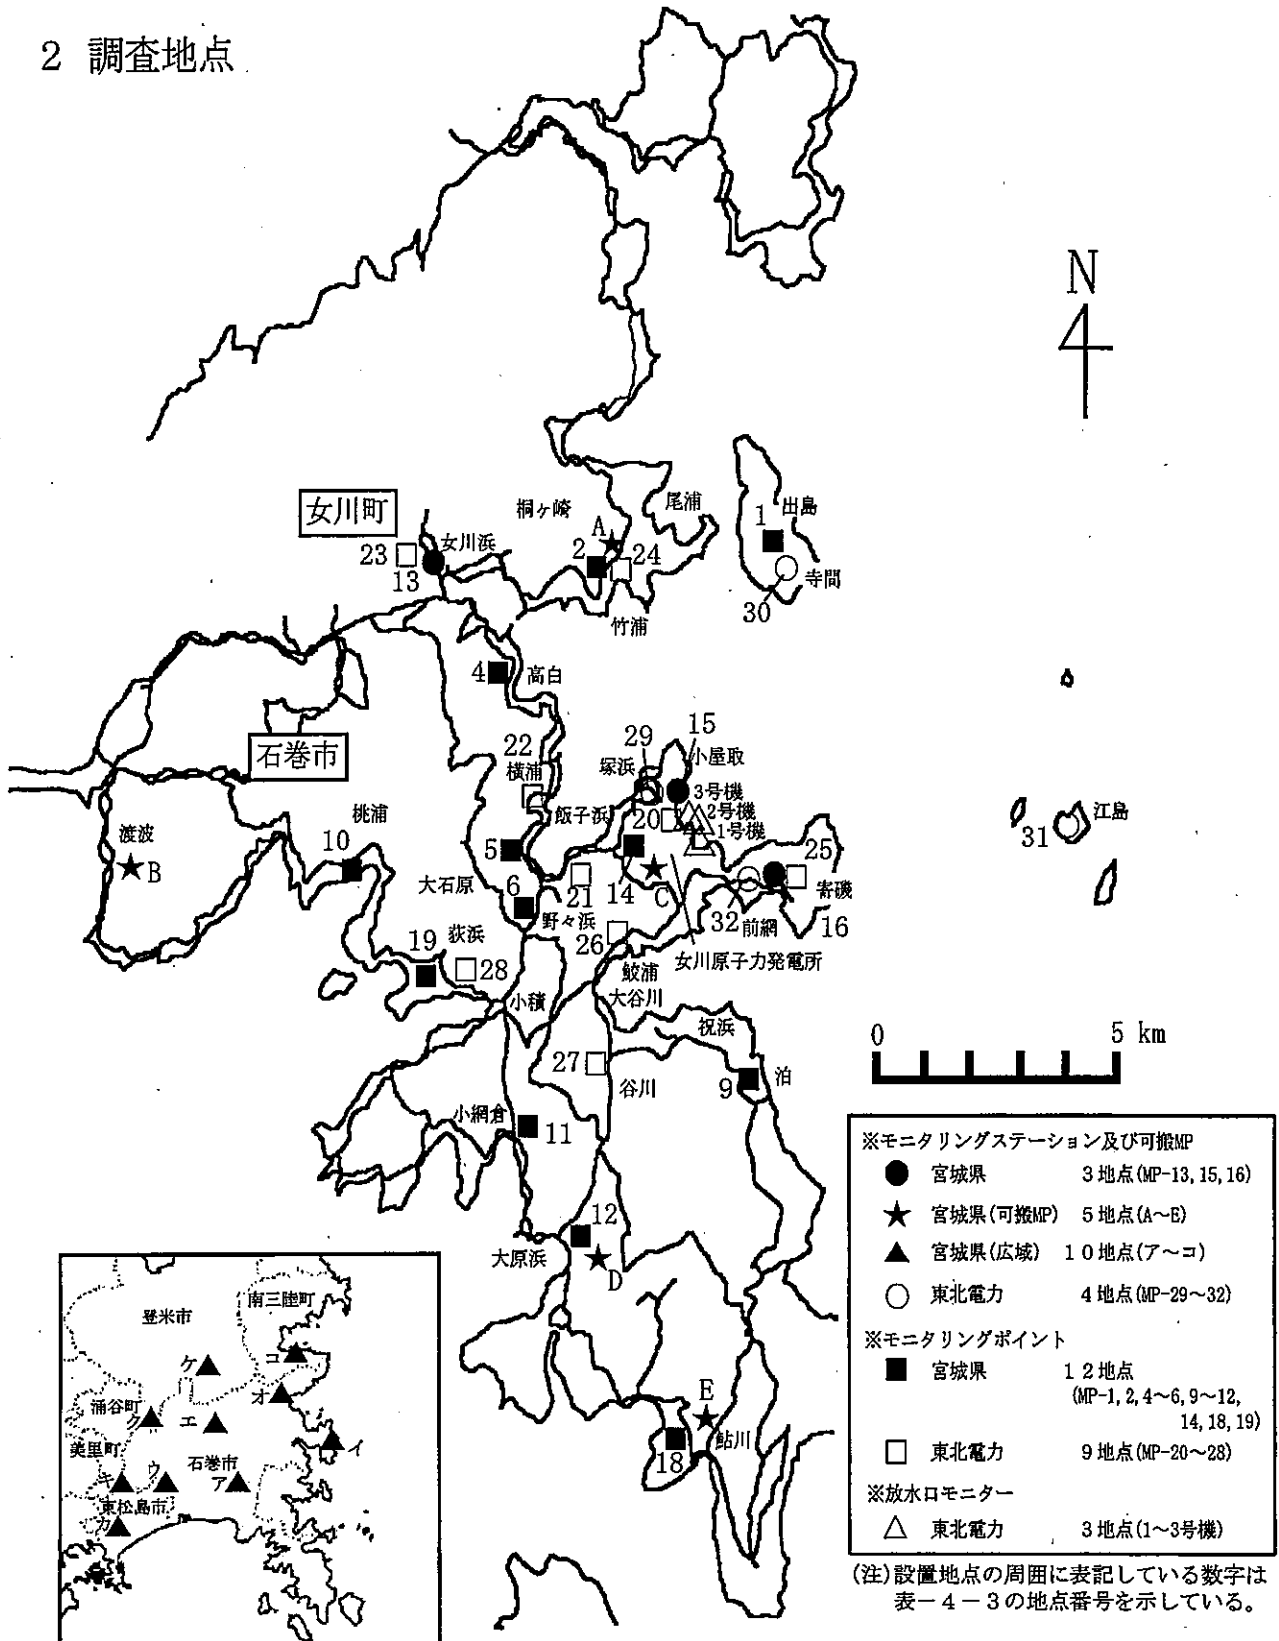 2 調査地点
N
女川町
桐ヶ崎
尾浦
出島
1
A
23
女川浜
2
24
13
寺間
30
竹浦
4
高白
15
29
小屋取
石巻市
22
塚浜
横浦
3号機
2号機
飯子浜
20
1号機
江島
桃浦
31
渡波
10
25
B
5
大石原
6
21
14
C
寄磯
野々浜
32
前網
16
荻浜
26
19
28
鮫浦
女川原子力発電所
小積
大谷川
祝浜
0
5 km
27
谷川
9
泊
小網倉
11
12
大原浜
D
E
18
鮎川
※モニタリングステーション及び可搬MP
● 宮城県 3地点(MP-13,15,16)
★ 宮城県(可搬MP) 5地点(A~E)
▲ 宮城県(広域) 10地点(ア~コ)
○ 東北電力 4地点(MP-29~32)
※モニタリングポイント
■ 宮城県 12地点
(MP-1,2,4~6,9~12,
14,18,19)
□ 東北電力 9地点(MP-20~28)
※放水口モニター
△ 東北電力 3地点(1~3号機)
(注)設置地点の周囲に表記している数字は
表-4-3の地点番号を示している。
南三陸町
登米市
ケ
コ
オ
涌谷町
ク
エ
美里町
イ
石巻市
キ
ウ
ア
東松島市
カ